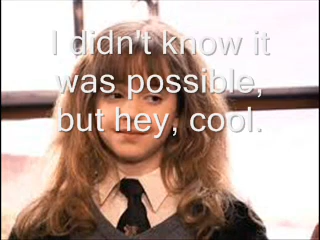 I didn't know it
was possible,
but hey, cool.